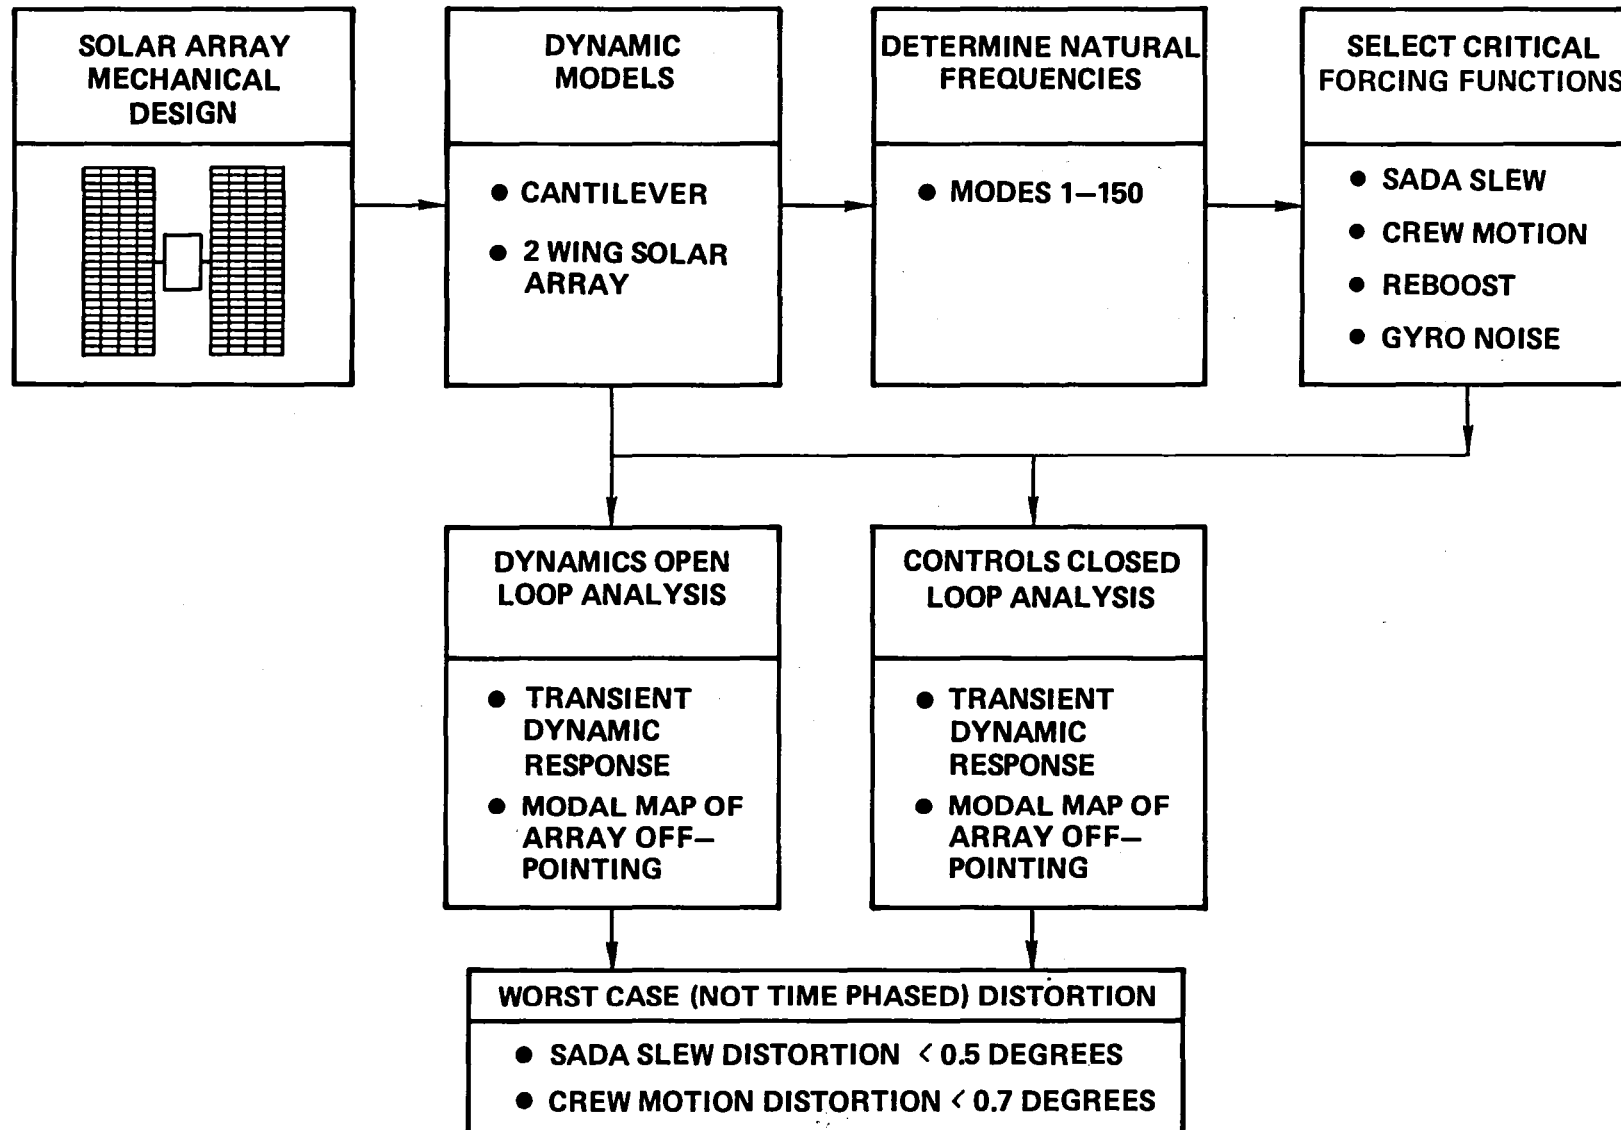 SOLAR ARRAY
MECHANICAL
DESIGN
DYNAMIC
MODELS
● CANTILEVER
● 2 WING SOLAR
ARRAY
DETERMINE NATURAL
FREQUENCIES
● MODES 1–150
SELECT CRITICAL
FORCING FUNCTIONS
● SADA SLEW
● CREW MOTION
● REBOOST
● GYRO NOISE
DYNAMICS OPEN
LOOP ANALYSIS
● TRANSIENT
DYNAMIC
RESPONSE
● MODAL MAP OF
ARRAY OFF–
POINTING
CONTROLS CLOSED
LOOP ANALYSIS
● TRANSIENT
DYNAMIC
RESPONSE
● MODAL MAP OF
ARRAY OFF–
POINTING
WORST CASE (NOT TIME PHASED) DISTORTION
● SADA SLEW DISTORTION < 0.5 DEGREES
● CREW MOTION DISTORTION < 0.7 DEGREES